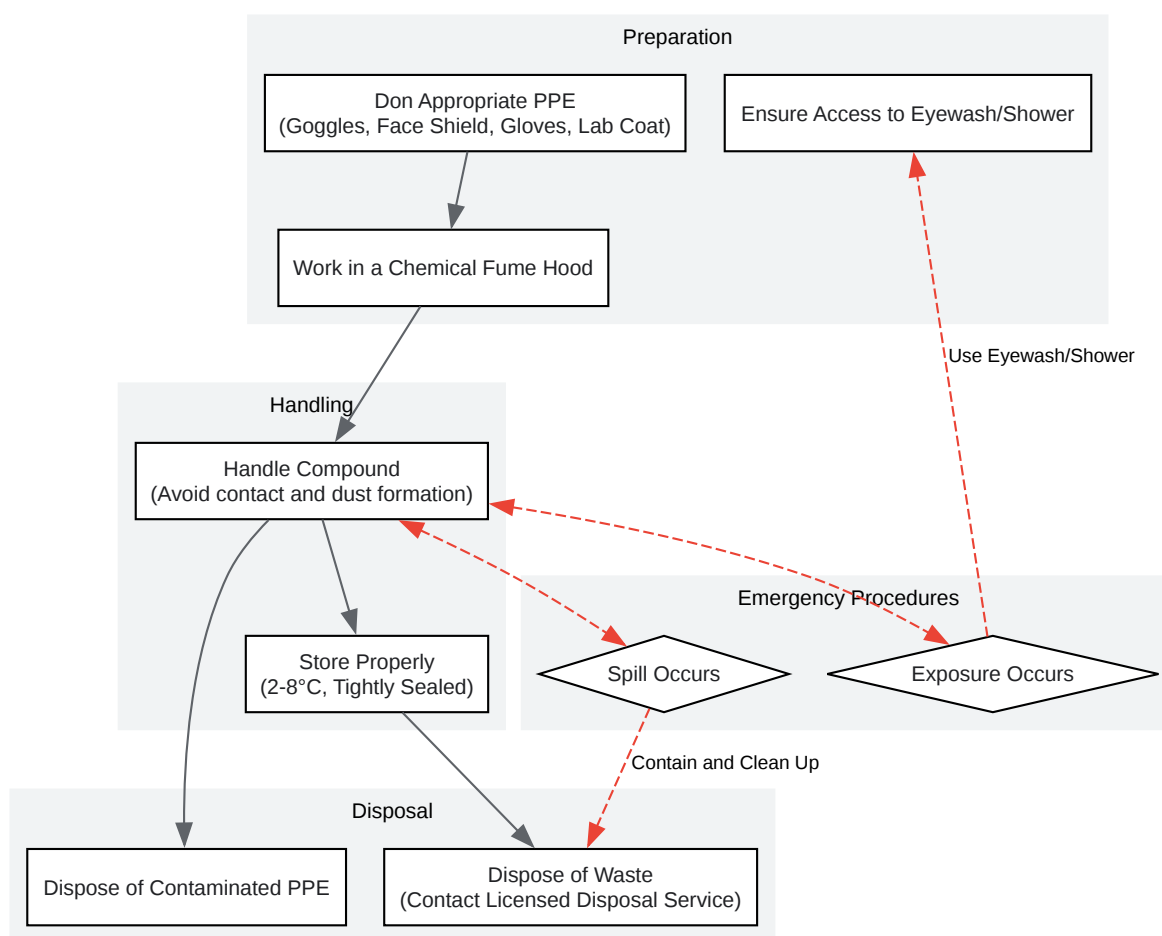 Preparation
Don Appropriate PPE
(Goggles, Face Shield, Gloves, Lab Coat)
Ensure Access to Eyewash/Shower
Work in a Chemical Fume Hood
Use Eyewash/Shower
Handling
Handle Compound
(Avoid contact and dust formation)
Emergency Procedures
Store Properly
(2-8°C, Tightly Sealed)
Spill Occurs
Exposure Occurs
Contain and Clean Up
Disposal
Dispose of Contaminated PPE
Dispose of Waste
(Contact Licensed Disposal Service)